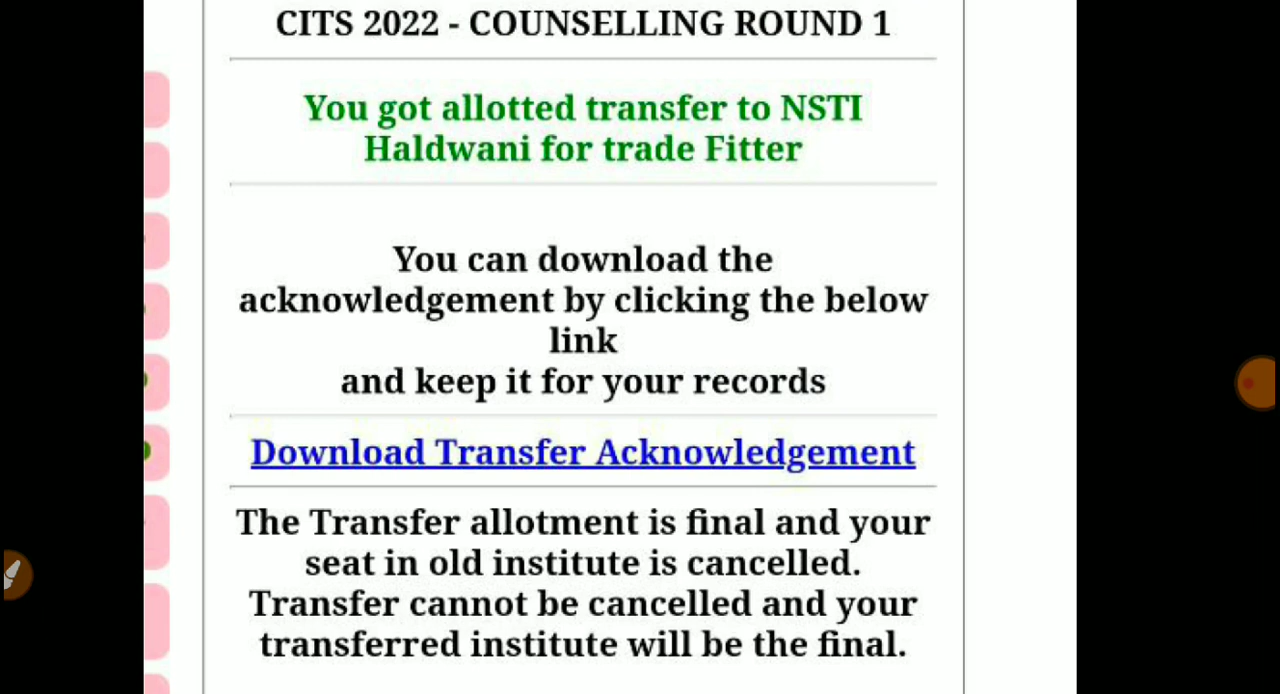 CITS 2022 - COUNSELLING ROUND 1
You got allotted transfer to NSTI
Haldwani for trade Fitter
You can download the
acknowledgement by clicking the below
link
and keep it for your records
Download Transfer Acknowledgement
The Transfer allotment is final and your
seat in old institute is cancelled.
Transfer cannot be cancelled and your
transferred institute will be the final.